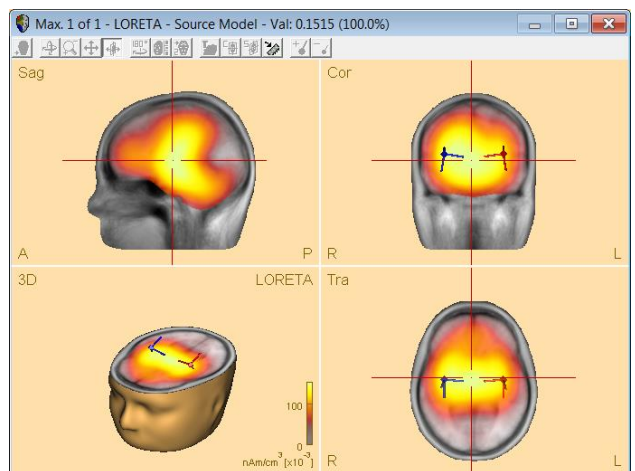 Max. 1 of 1 - LORETA - Source Model - Val: 0.1515 (100.0%)
Sag
A
P
Cor
R
L
3D
LORETA
100
0
nAm/cm³ [x10⁻³]
Tra
R
L